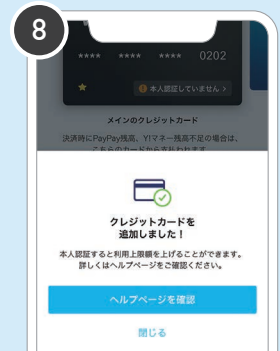 8
**** **** **** 0202
本人認証していません >
メインのクレジットカード
決済時にPayPay残高、Y!マネー残高不足の場合は、
こちらのカードから支払われます
クレジットカードを
追加しました!
本人認証すると利用上限額を上げることができます。
詳しくはヘルプページをご確認ください。
ヘルプページを確認
閉じる